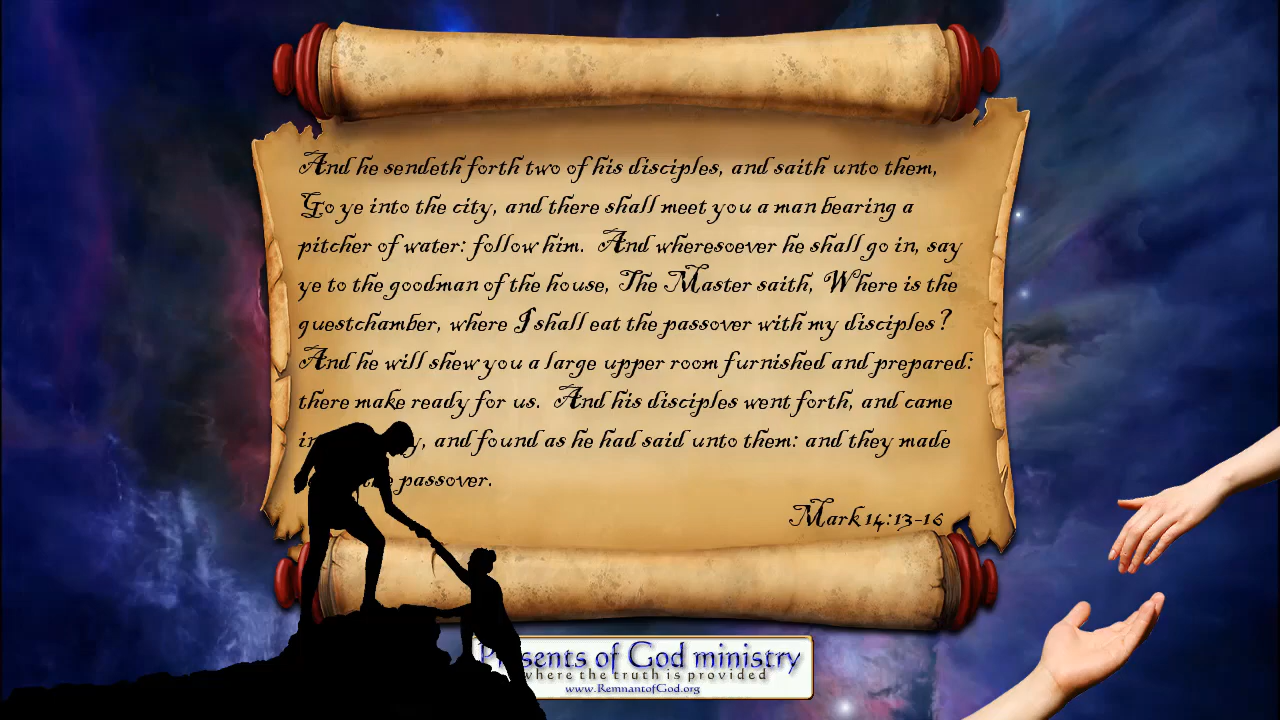 And he sendeth forth two of his disciples, and saith unto them,
Go ye into the city, and there shall meet you a man bearing a
pitcher of water: follow him. And wheresoever he shall go in, say
ye to the goodman of the house, The Master saith, Where is the
guestchamber, where I shall eat the passover with my disciples?
And he will shew you a large upper room furnished and prepared:
there make ready for us. And his disciples went forth, and came
and found as he had said unto them: and they made
the passover.
Mark 14:13-16
Presents of God ministry
where the truth is provided
www.RemnantofGod.org